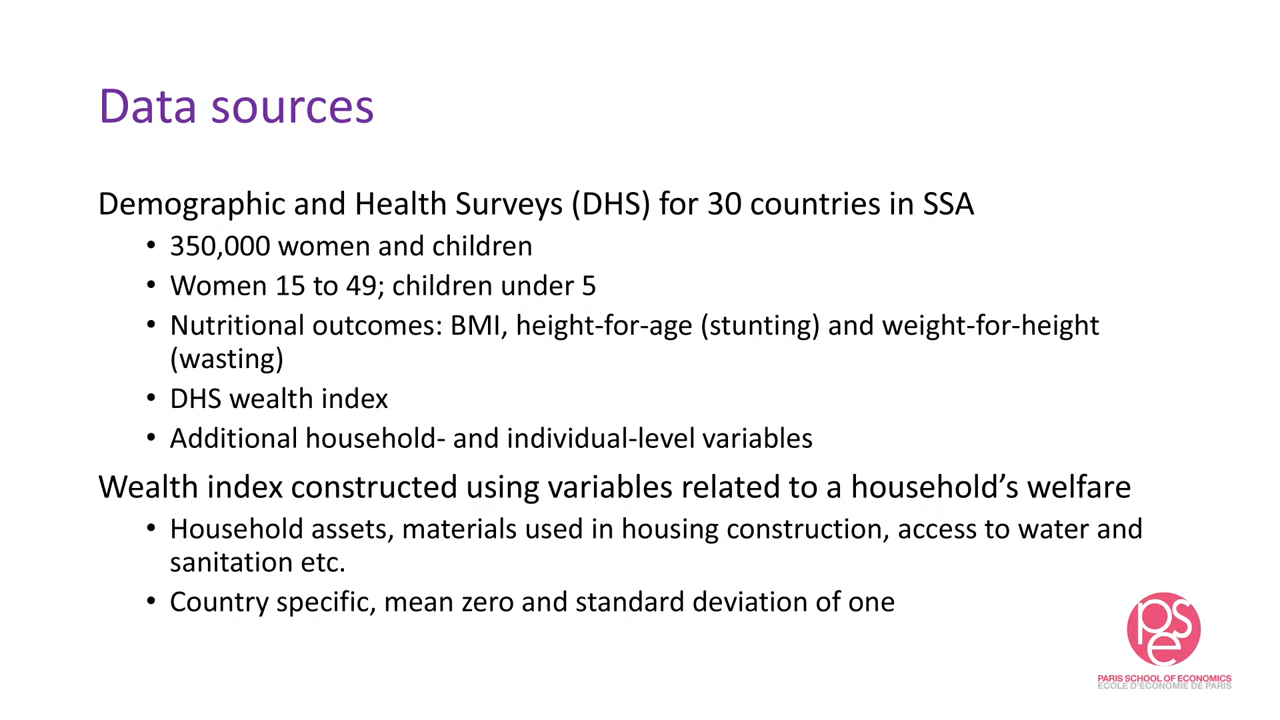 Data sources
Demographic and Health Surveys (DHS) for 30 countries in SSA
• 350,000 women and children
• Women 15 to 49; children under 5
• Nutritional outcomes: BMI, height-for-age (stunting) and weight-for-height
(wasting)
• DHS wealth index
• Additional household- and individual-level variables
Wealth index constructed using variables related to a household’s welfare
• Household assets, materials used in housing construction, access to water and
sanitation etc.
• Country specific, mean zero and standard deviation of one
pse
PARIS SCHOOL OF ECONOMICS
ECOLE D'ECONOMIE DE PARIS